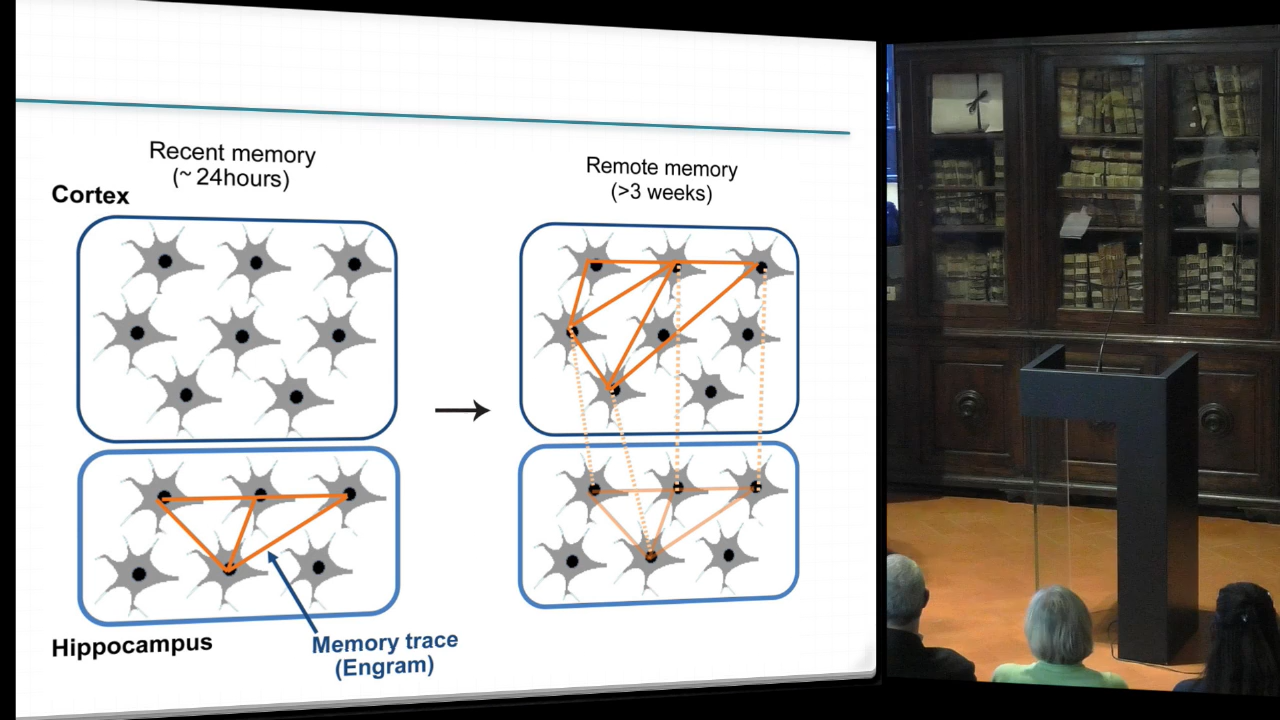 Recent memory
(~ 24hours)
Remote memory
(>3 weeks)
Cortex
Hippocampus
Memory trace
(Engram)